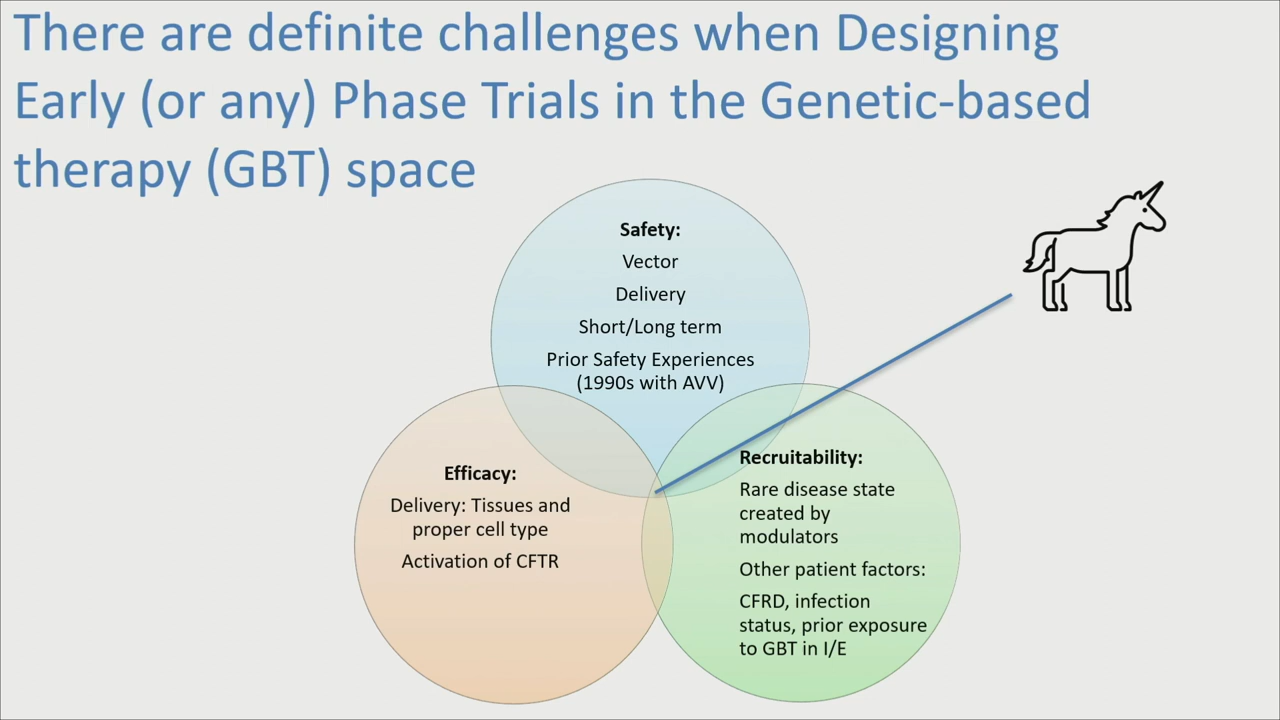 There are definite challenges when Designing
Early (or any) Phase Trials in the Genetic-based
therapy (GBT) space
Safety:
Vector
Delivery
Short/Long term
Prior Safety Experiences
(1990s with AVV)
Efficacy:
Delivery: Tissues and
proper cell type
Activation of CFTR
Recruitability:
Rare disease state
created by
modulators
Other patient factors:
CFRD, infection
status, prior exposure
to GBT in I/E